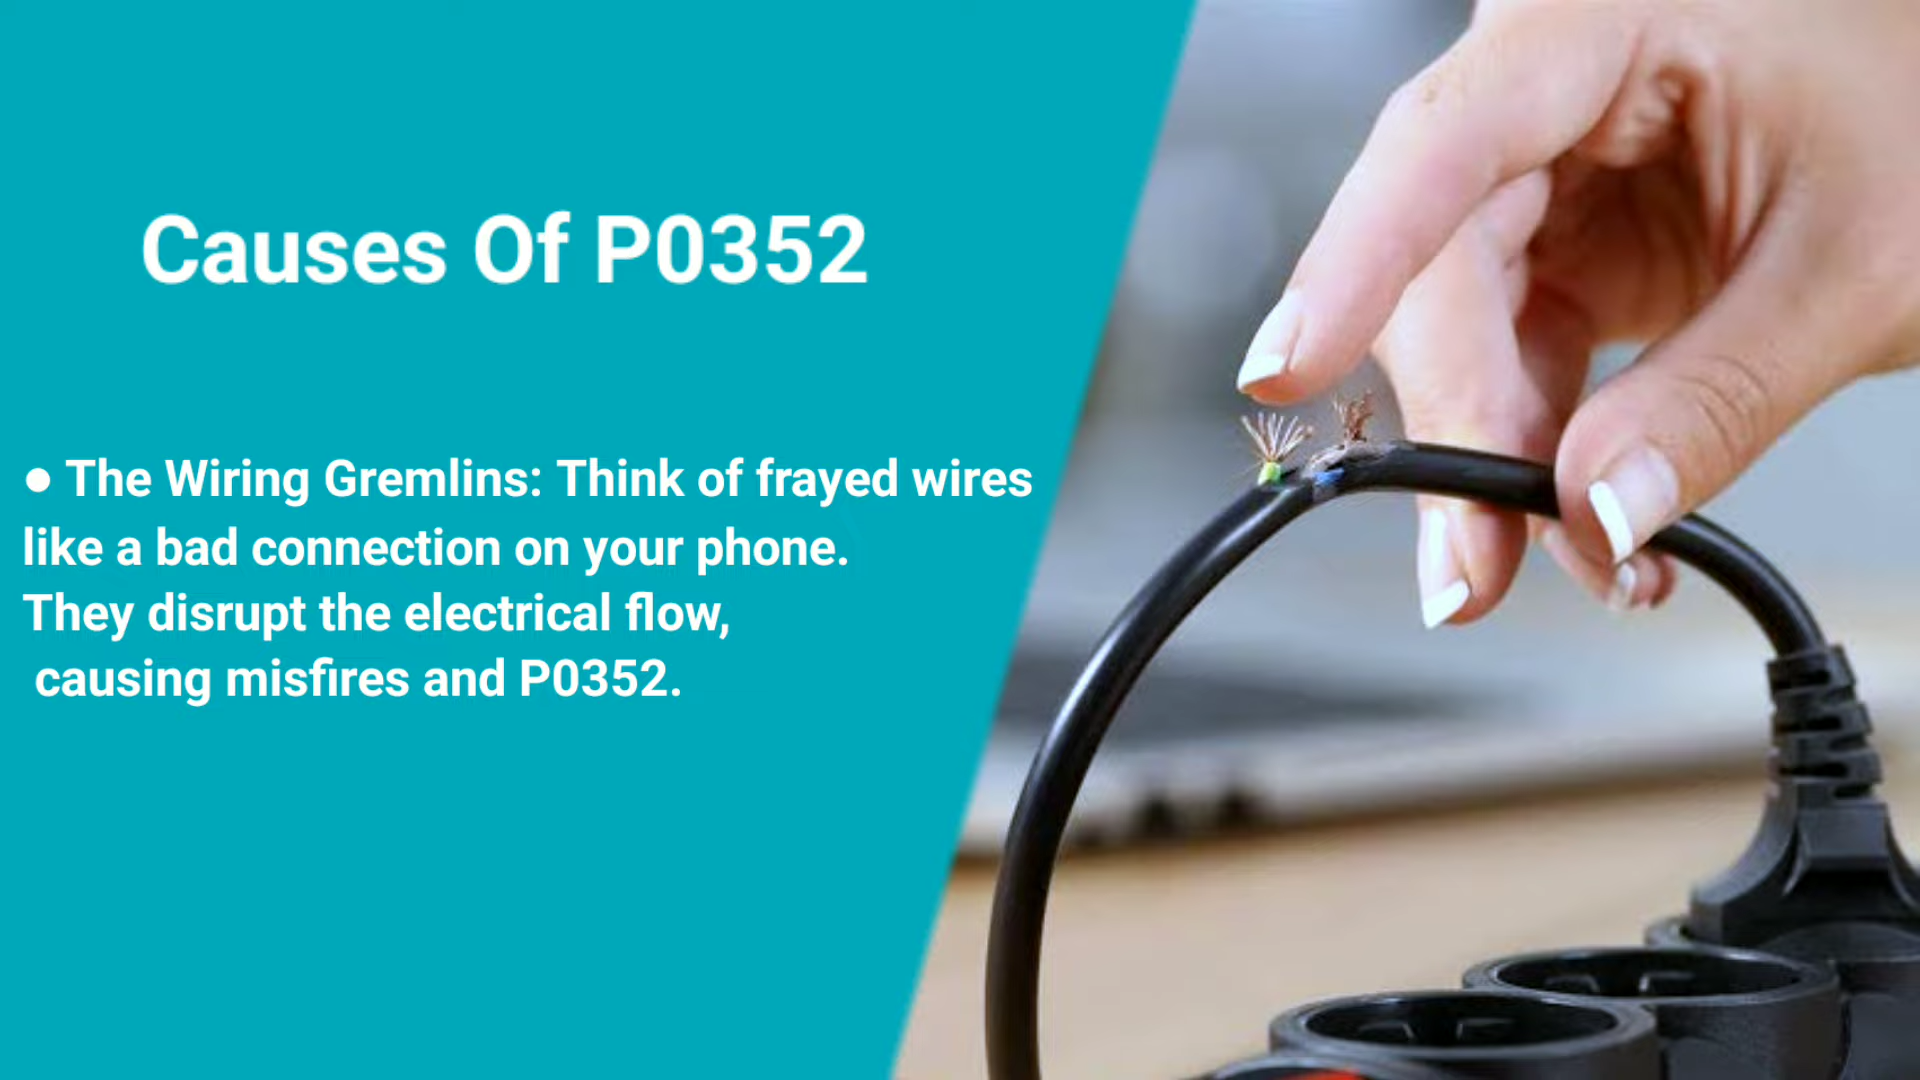 Causes Of P0352
● The Wiring Gremlins: Think of frayed wires
like a bad connection on your phone.
They disrupt the electrical flow,
causing misfires and P0352.